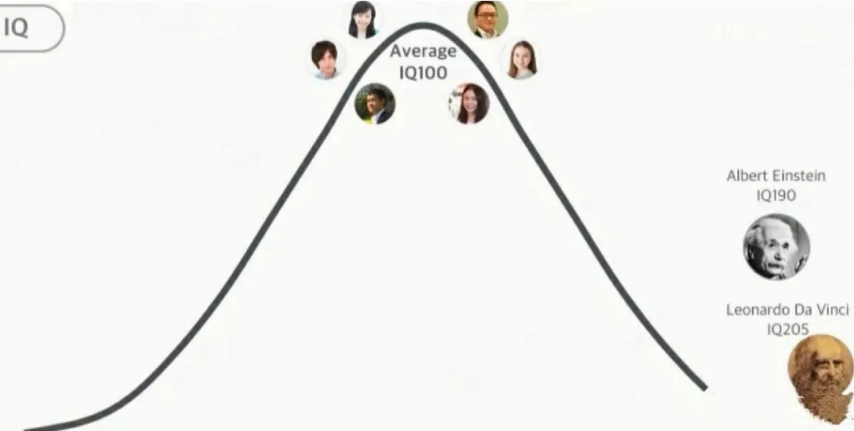 IQ
Average
IQ100
Albert Einstein
IQ190
Leonardo Da Vinci
IQ205